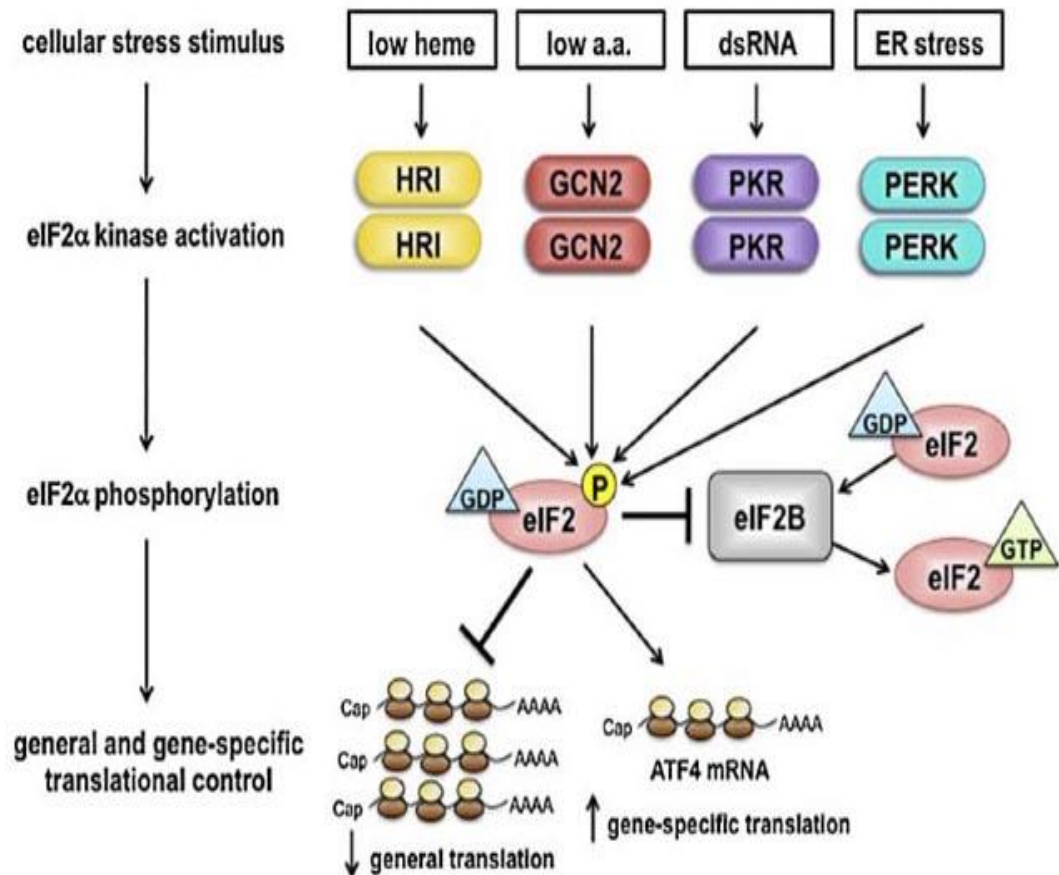 cellular stress stimulus
low heme
low a.a.
dsRNA
ER stress
HRI
GCN2
PKR
PERK
eIF2α kinase activation
HRI
GCN2
PKR
PERK
GDP
eIF2
eIF2α phosphorylation
GDP
P
eIF2
eIF2B
GTP
eIF2
Cap
AAAA
Cap
AAAA
general and gene-specific
translational control
Cap
AAAA
ATF4 mRNA
Cap
AAAA
gene-specific translation
general translation